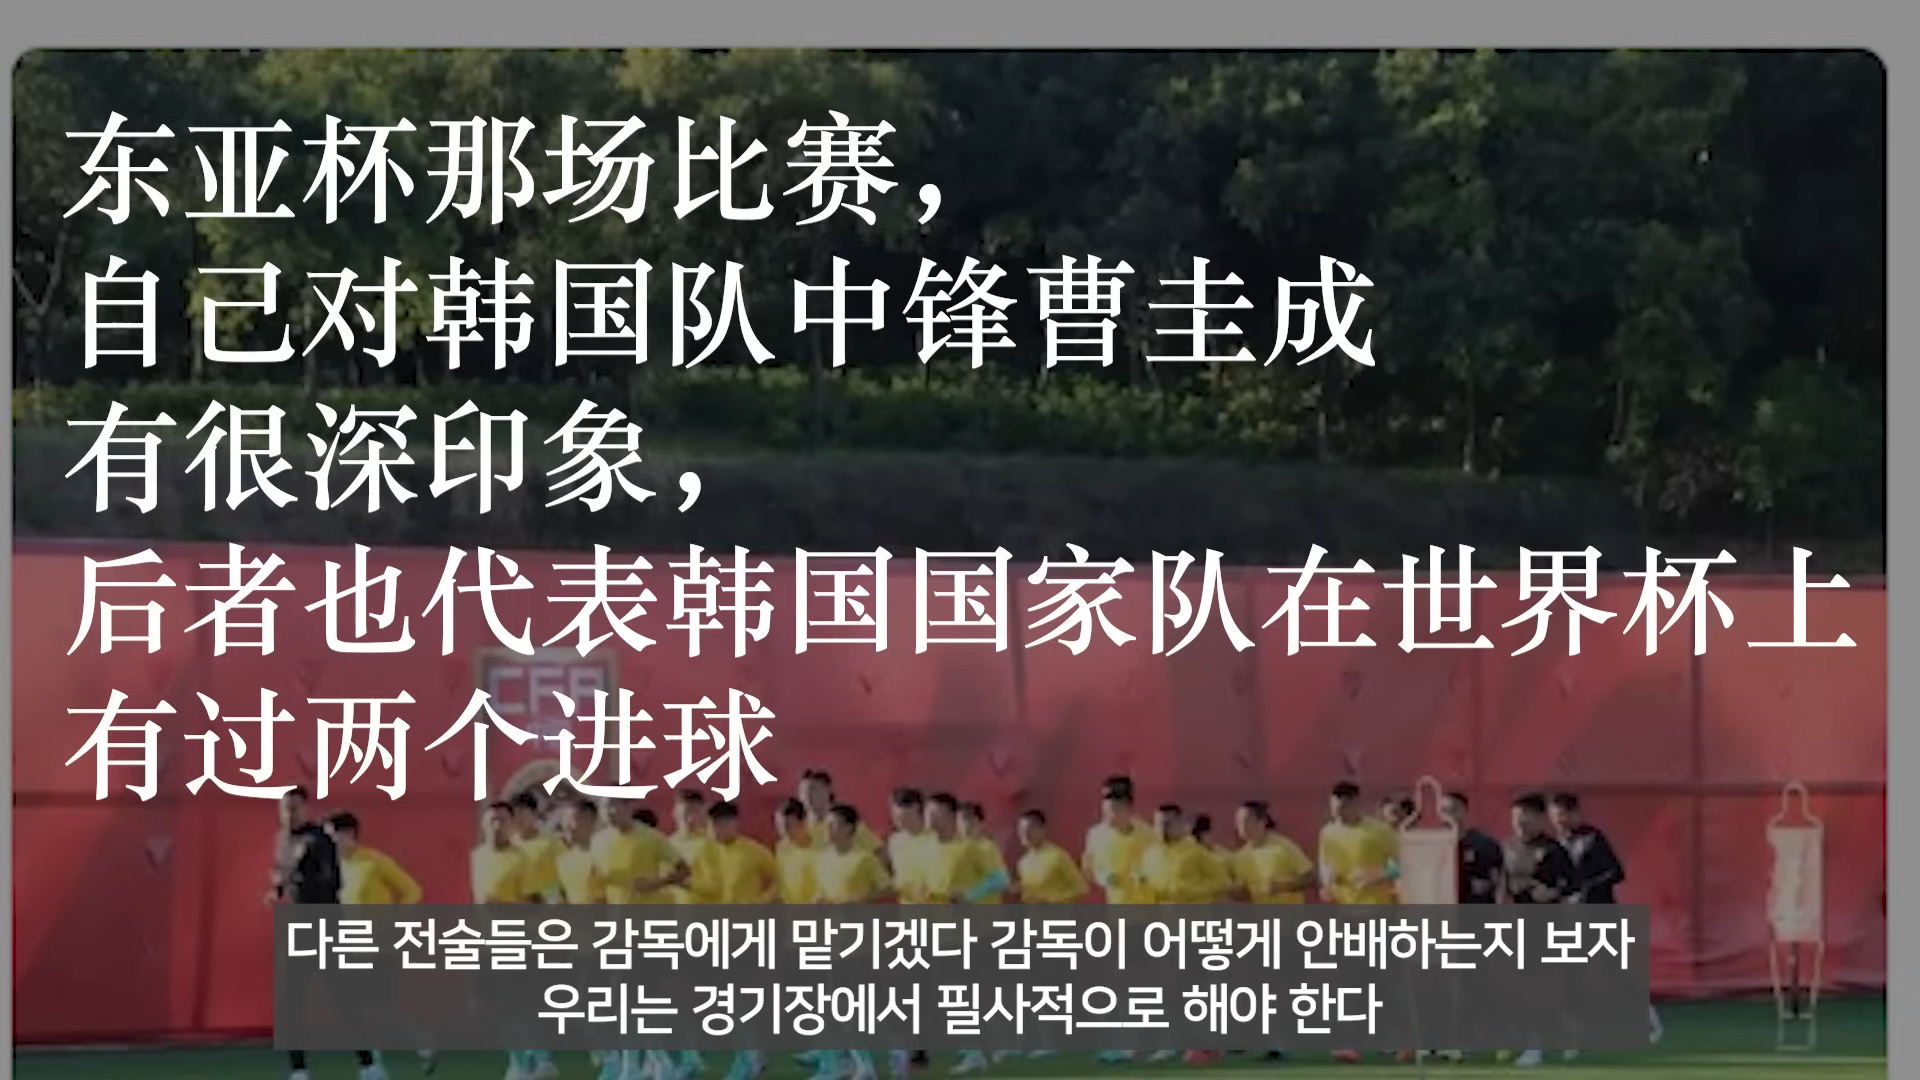 东亚杯那场比赛，
自己对韩国队中锋曹圭成
有很深印象，
后者也代表韩国国家队在世界杯上
有过两个进球
CFA
다른 전술들은 감독에게 맡기겠다 감독이 어떻게 안배하는지 보자
우리는 경기장에서 필사적으로 해야 한다